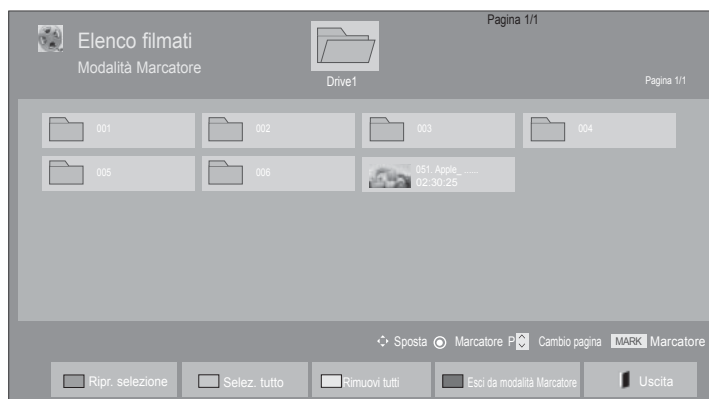 Pagina 1/1
Elenco filmati
Modalità Marcatore
Drive1
Pagina 1/1
001
002
003
004
005
006
051. Apple_ ......
02:30:25
Sposta Marcatore P Cambio pagina MARK Marcatore
Ripr. selezione Selez. tutto Rimuovi tutti Esci da modalità Marcatore Uscita